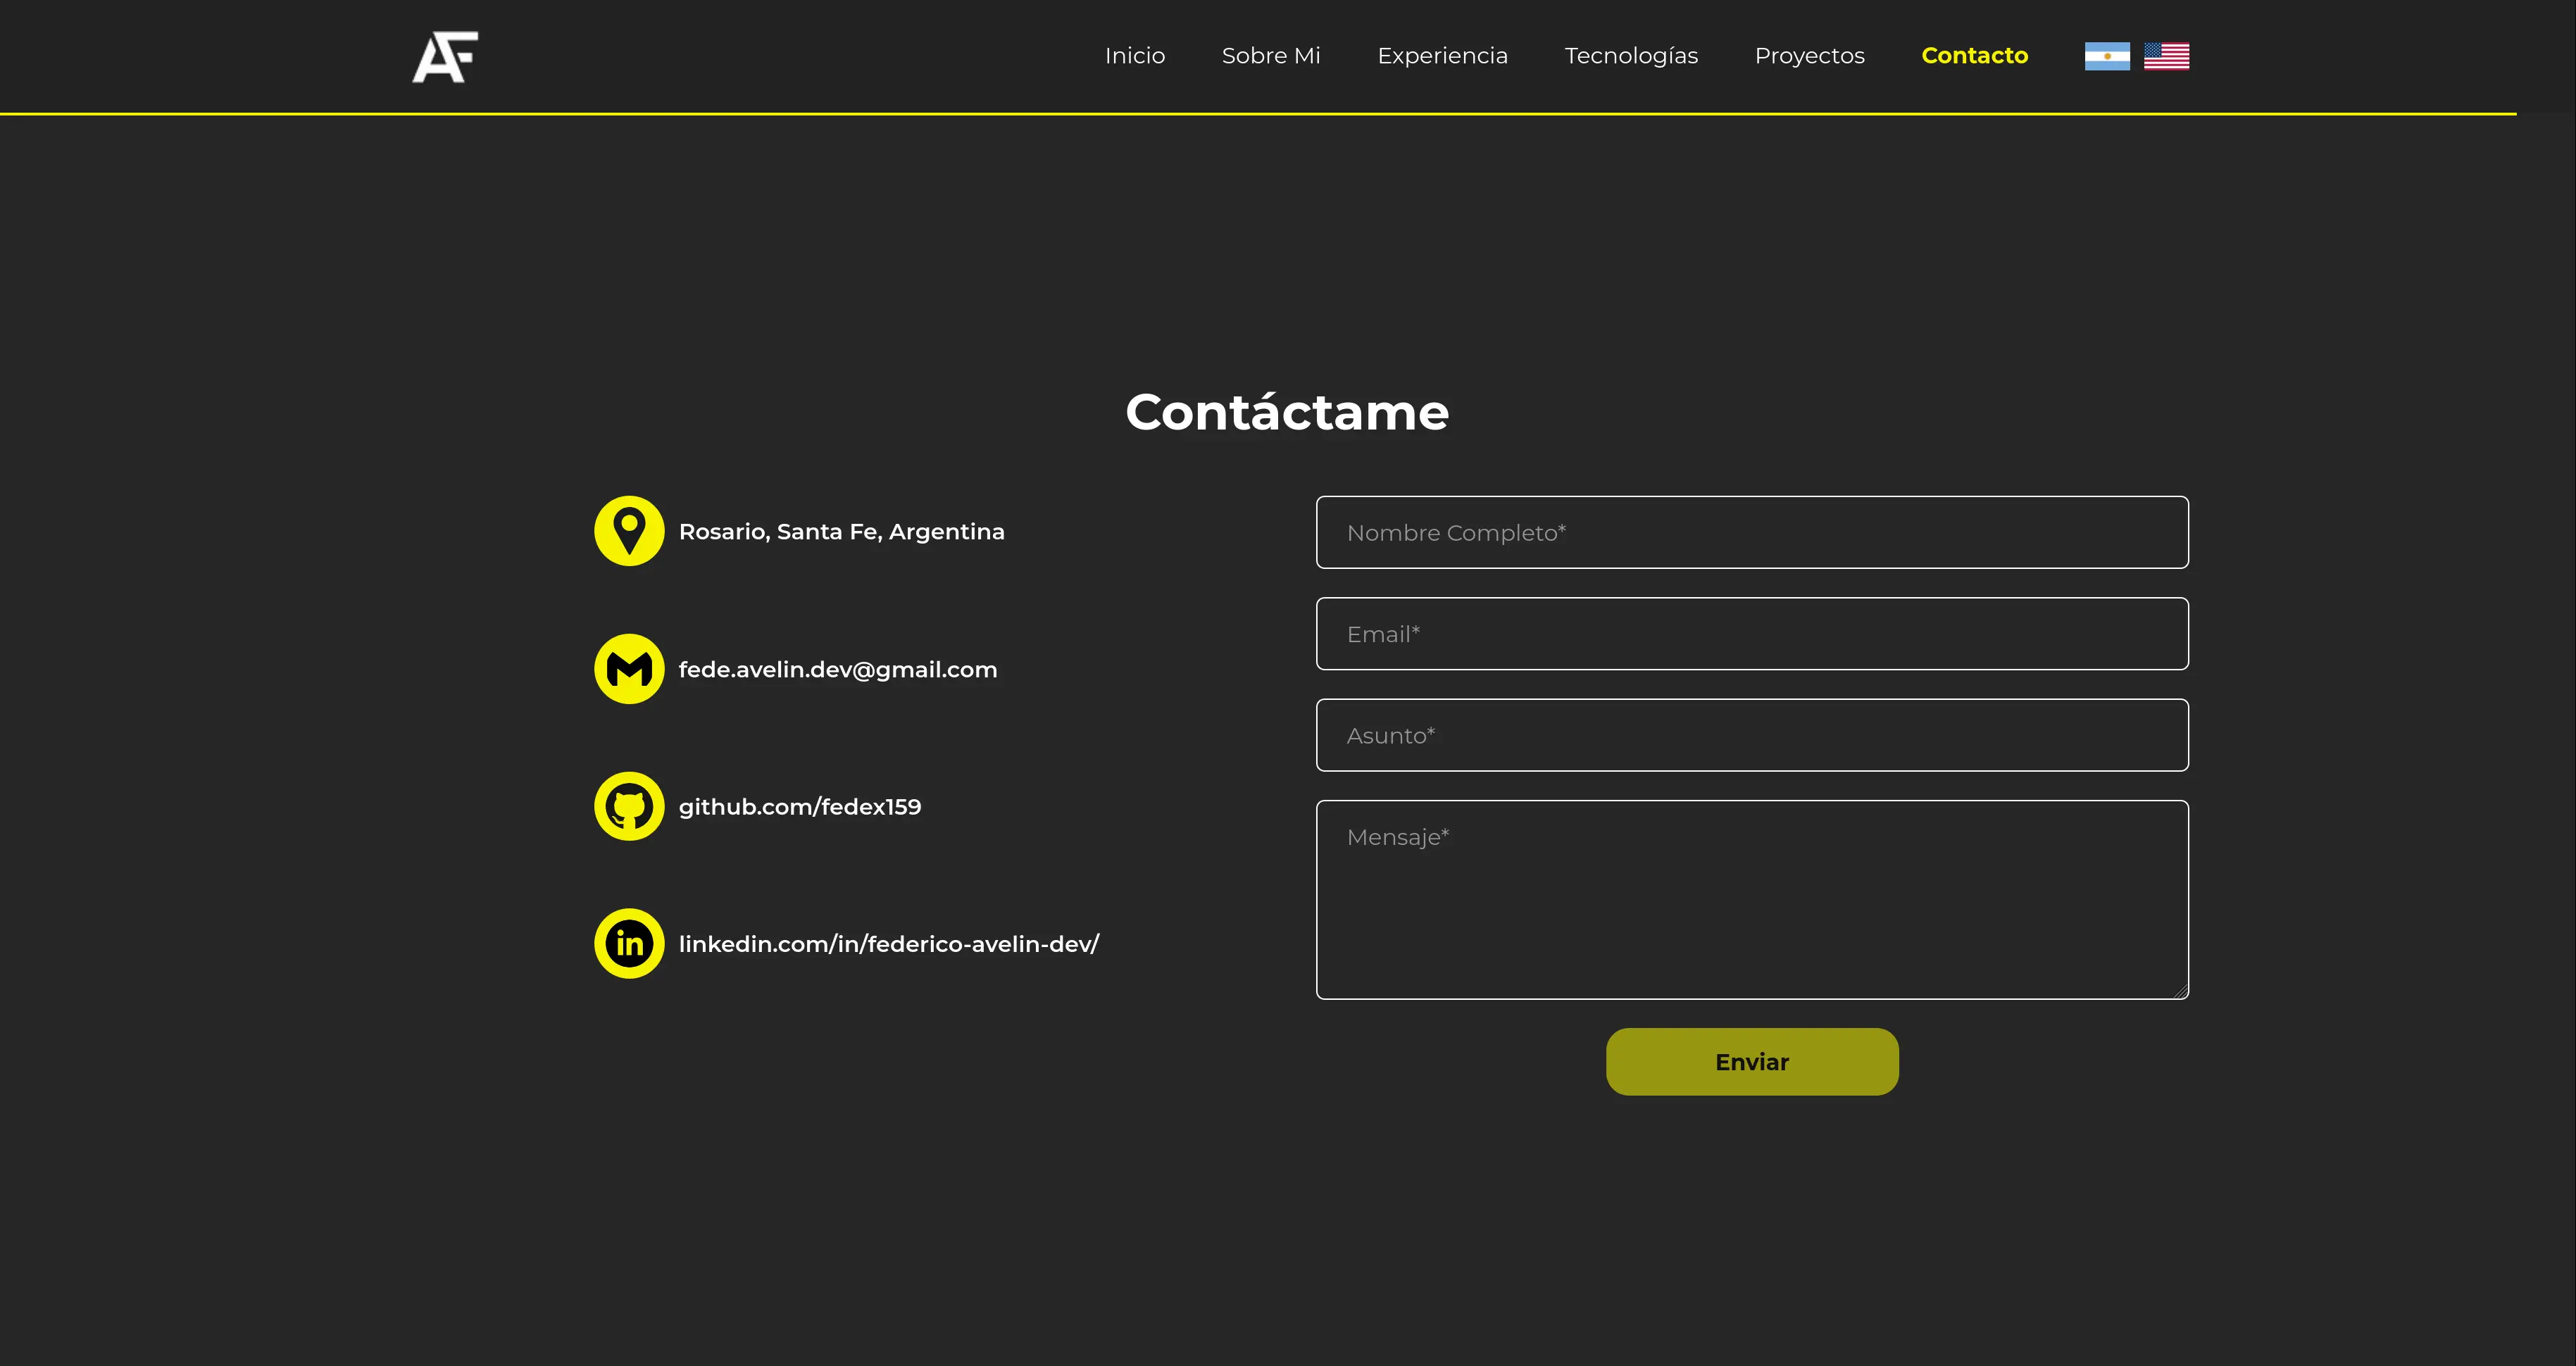 AF
Inicio Sobre Mi Experiencia Tecnologías Proyectos Contacto
Contáctame
Rosario, Santa Fe, Argentina
fede.avelin.dev@gmail.com
github.com/fedex159
linkedin.com/in/federico-avelin-dev/
Nombre Completo*
Email*
Asunto*
Mensaje*
Enviar